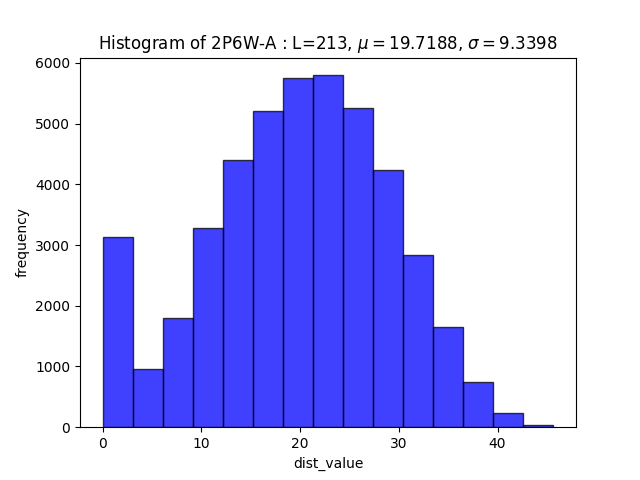 Histogram of 2P6W-A : L=213, μ = 19.7188, σ = 9.3398
6000
5000
4000
3000
2000
1000
0
frequency
0 10 20 30 40
dist_value